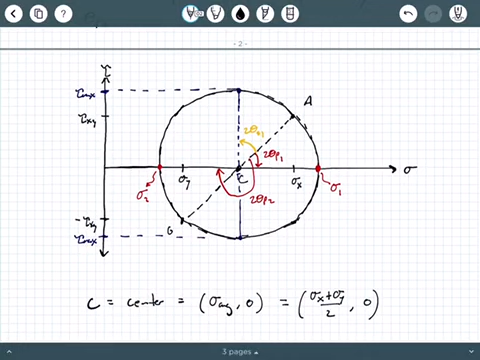 - 2 -
τ
τmax
A
τxy
2θs1
2θp1
σ
C
σy
σx
σ2
2θp2
σ1
-τxy
B
-τmax
C = center = (σavg, 0) = (σx+σy/2, 0)
3 pages